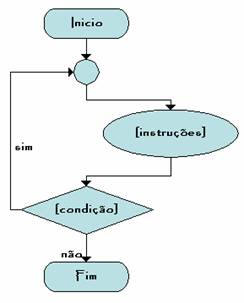 Inicio
[instruções]
sim
[condição]
não
Fim